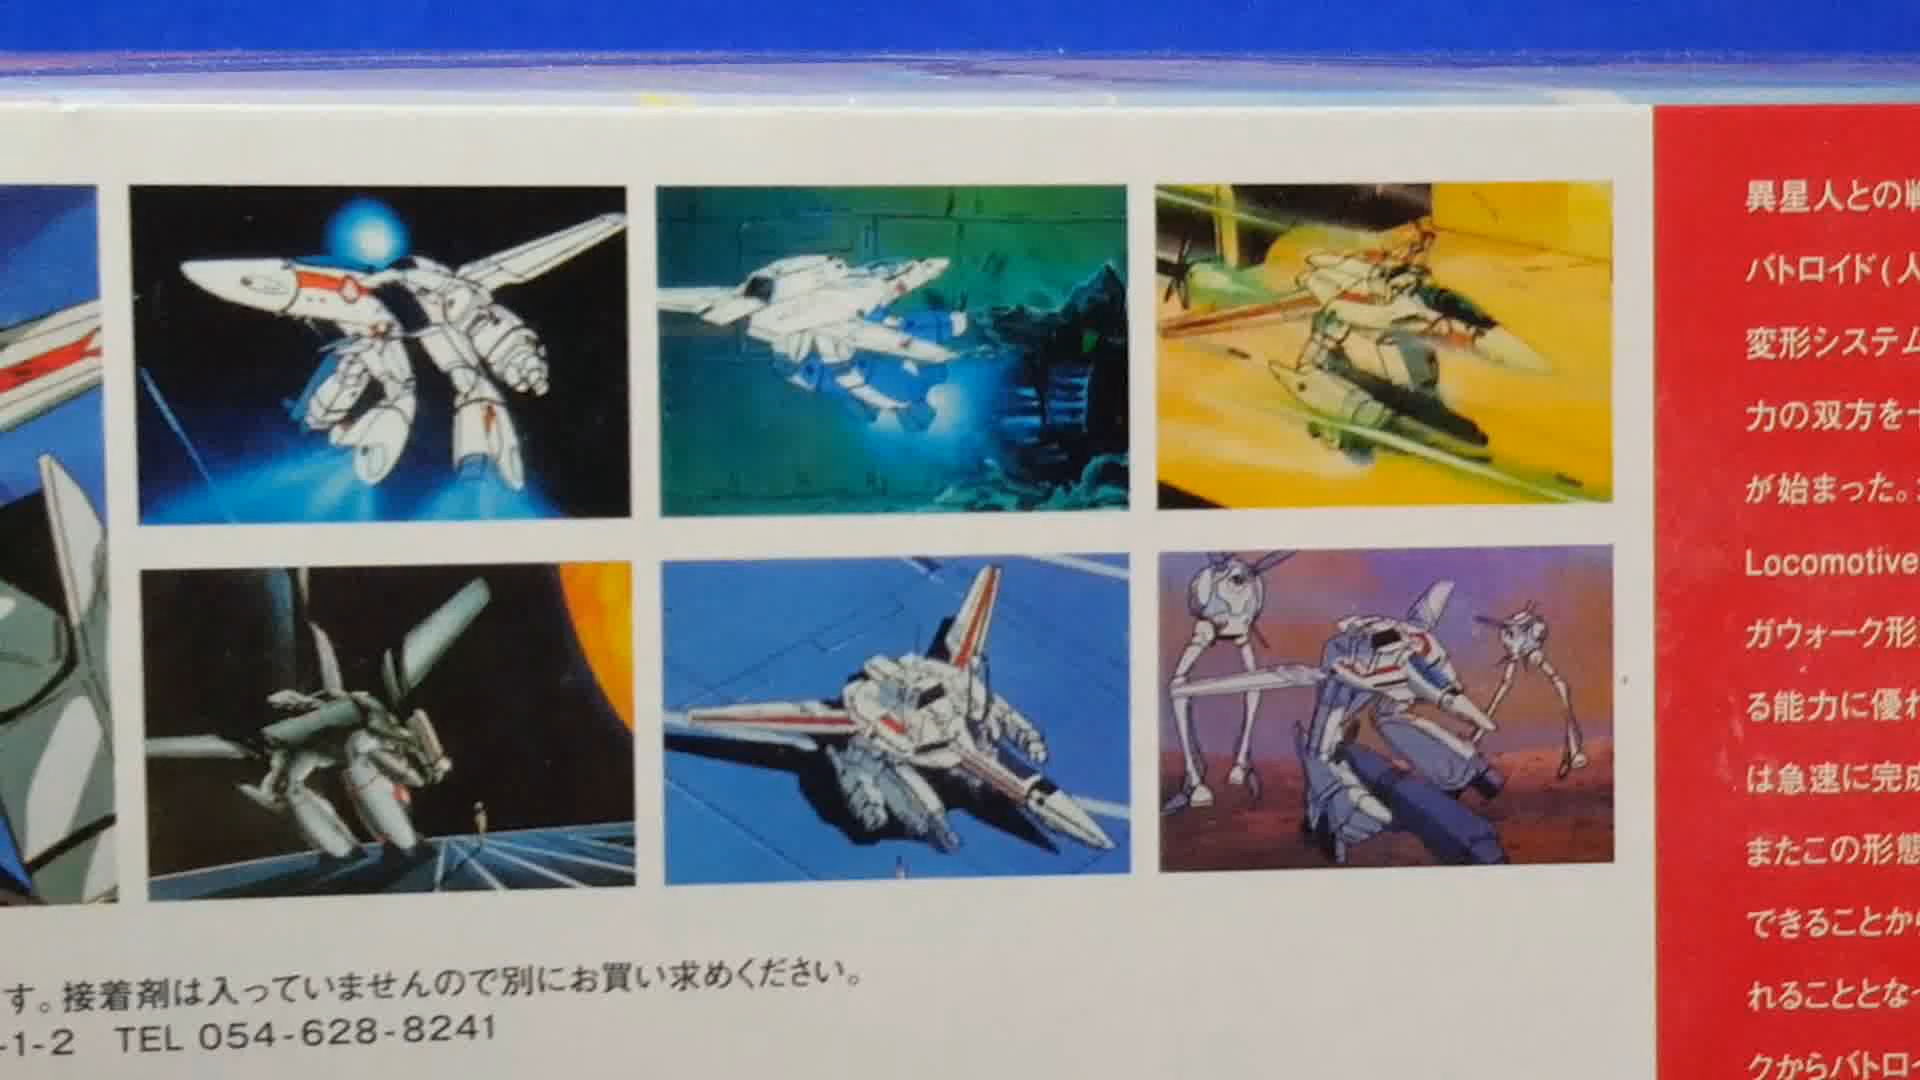 す。接着剤は入っていませんので別にお買い求めください。
-1-2 TEL 054-628-8241
異星人との戦
バトロイド(人
変形システム
力の双方を十
が始まった。
Locomotive
ガウォーク形
る能力に優れ
は急速に完成
またこの形態
できることから
れることとなっ
クからバトロイ